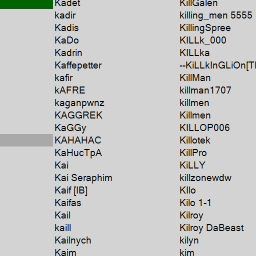 Kadet KillGalen
kadir killing_men 5555
Kadis KillingSpree
KaDo KILLk_000
Kadrin KILLka
Kaffepetter --KiLLkInGLiOn[T
kafir KillMan
kAFRE killman1707
kaganpwnz killmen
KAGGREK Killmen
KaGGy KILLOP006
KAHAHAC Killotek
KaHucTpA KillPro
Kai KiLLY
Kai Seraphim killzonewdw
Kaif [IB] Kllo
Kaifas Kilo 1-1
Kail Kilroy
kaill Kilroy DaBeast
Kailnych kilyn
Kaim kim